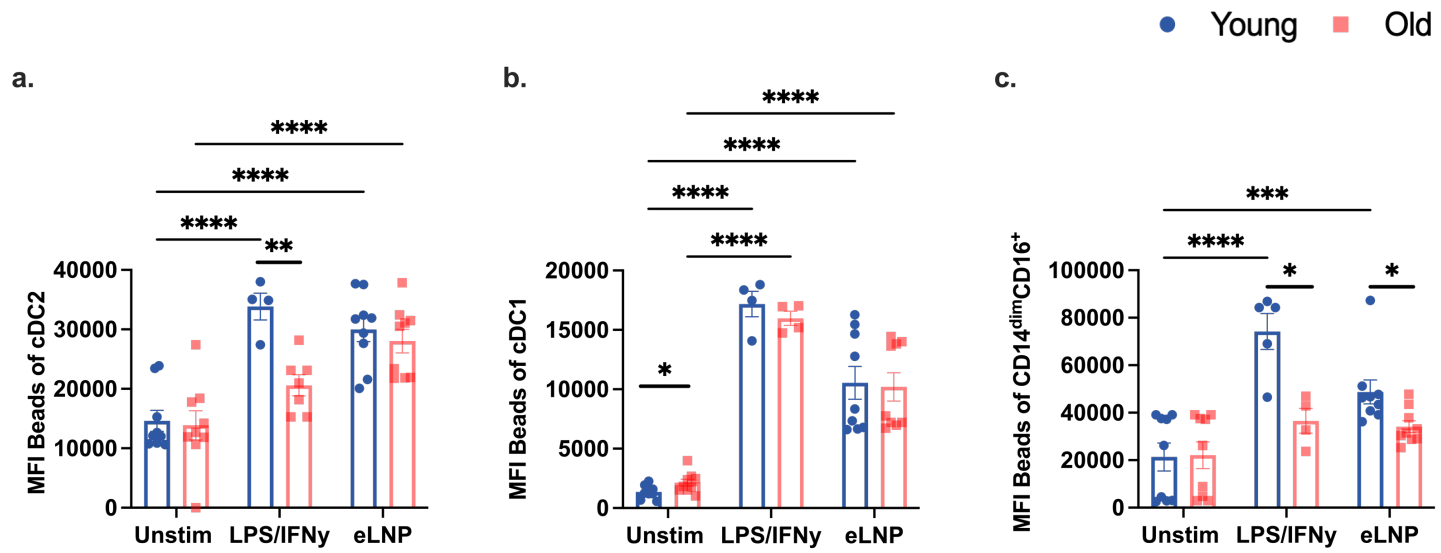 Young Old
a.
****
****
****
**
MFI Beads of cDC2
40000
30000
20000
10000
0
Unstim LPS/IFNy eLNP
b.
****
****
****
****
*
MFI Beads of cDC1
20000
15000
10000
5000
0
Unstim LPS/IFNy eLNP
c.
***
****
*
*
MFI Beads of CD14dimCD16+
100000
80000
60000
40000
20000
0
Unstim LPS/IFNy eLNP